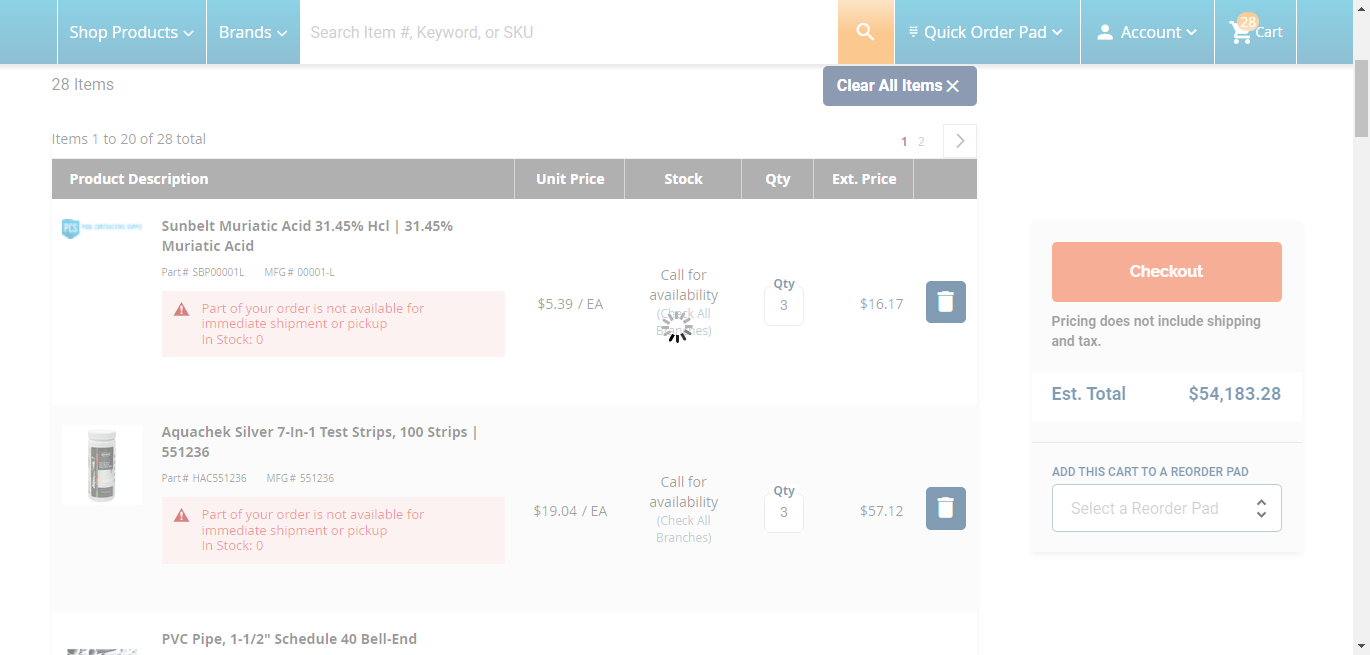 Shop Products
Brands
Search Item #, Keyword, or SKU
Quick Order Pad
Account
28
Cart
28 Items
Clear All Items
Items 1 to 20 of 28 total
1 2
Product Description
Unit Price
Stock
Qty
Ext. Price
PCS POOL CONTRACTORS SUPPLY
Sunbelt Muriatic Acid 31.45% Hcl | 31.45%
Muriatic Acid
Part# SBP00001L MFG# 00001-L
Part of your order is not available for
immediate shipment or pickup
In Stock: 0
$5.39 / EA
Call for
availability
(Check All
Branches)
Qty
3
$16.17
Aquachek Silver 7-In-1 Test Strips, 100 Strips |
551236
Part# HAC551236 MFG# 551236
Part of your order is not available for
immediate shipment or pickup
In Stock: 0
$19.04 / EA
Call for
availability
(Check All
Branches)
Qty
3
$57.12
PVC Pipe, 1-1/2" Schedule 40 Bell-End
Checkout
Pricing does not include shipping
and tax.
Est. Total $54,183.28
ADD THIS CART TO A REORDER PAD
Select a Reorder Pad